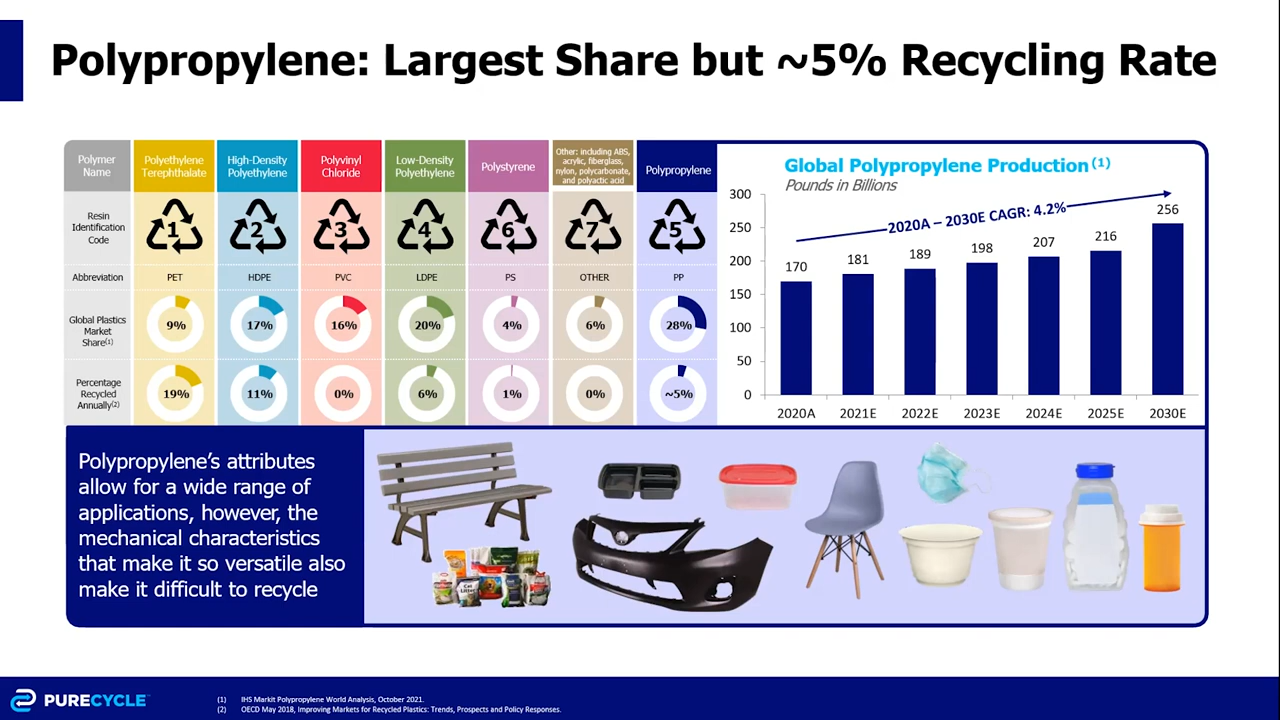 Polypropylene: Largest Share but ~5% Recycling Rate
Polymer Name
Polyethylene Terephthalate
High-Density Polyethylene
Polyvinyl Chloride
Low-Density Polyethylene
Polystyrene
Other: including ABS, acrylic, fiberglass, nylon, polycarbonate, and polyactic acid
Polypropylene
Resin Identification Code
1
2
3
4
6
7
5
Abbreviation
PET
HDPE
PVC
LDPE
PS
OTHER
PP
Global Plastics Market Share(1)
9%
17%
16%
20%
4%
6%
28%
Percentage Recycled Annually(2)
19%
11%
0%
6%
1%
0%
~5%
Global Polypropylene Production (1)
Pounds in Billions
300
250
200
150
100
50
0
2020A – 2030E CAGR: 4.2%
170
181
189
198
207
216
256
2020A
2021E
2022E
2023E
2024E
2025E
2030E
Polypropylene's attributes
allow for a wide range of
applications, however, the
mechanical characteristics
that make it so versatile also
make it difficult to recycle
Cat Litter
PURECYCLE
(1) IHS Markit Polypropylene World Analysis, October 2021.
(2) OECD May 2018, Improving Markets for Recycled Plastics: Trends, Prospects and Policy Responses.